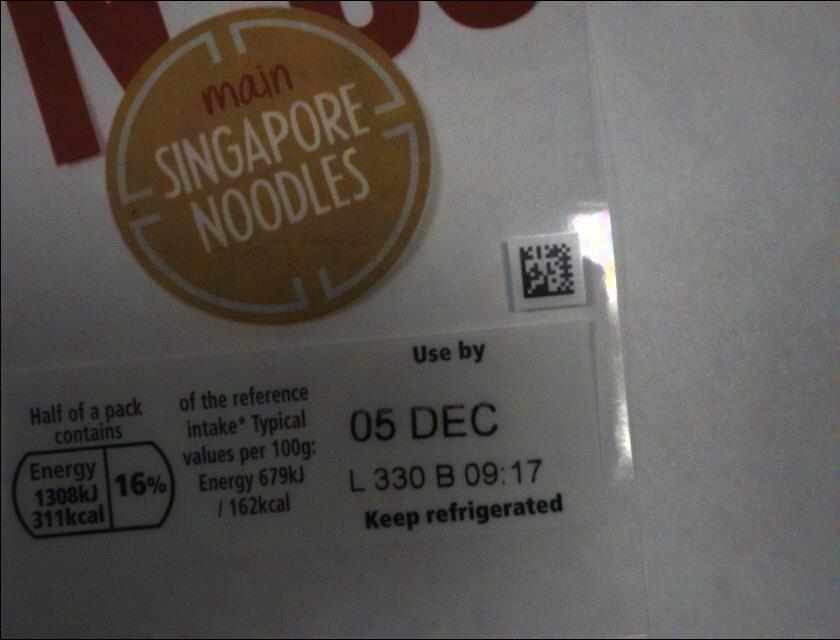 main
SINGAPORE
NOODLES
Use by
05 DEC
L 330 B 09:17
Keep refrigerated
Half of a pack
contains
Energy
1308kJ
311kcal
16%
of the reference
intake* Typical
values per 100g:
Energy 679kJ
/ 162kcal